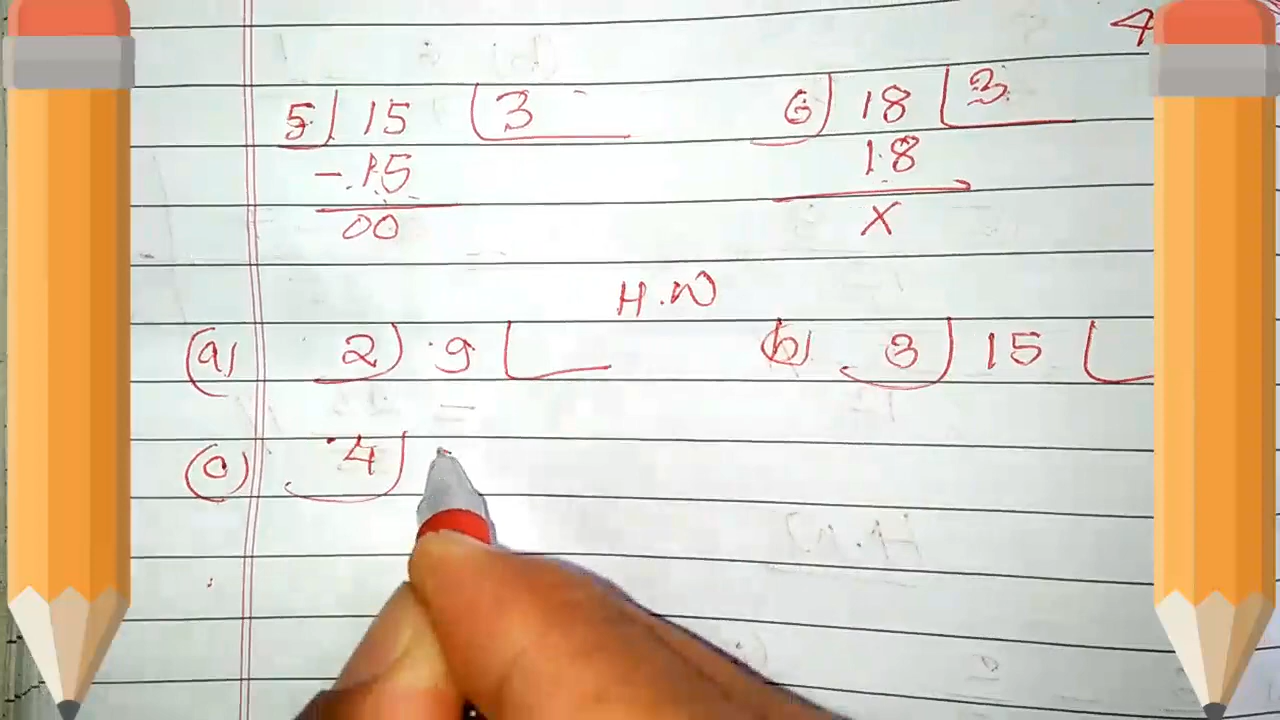 4
5) 15 (3 6) 18 (3
-15 18
00 X
H.W
(a) 2) 9 ( (b) 3) 15 (
(c) 4)